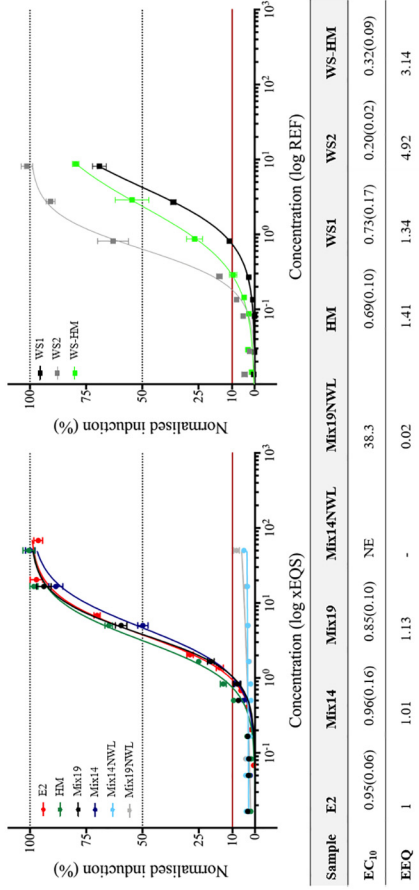 Normalised induction (%)
100
75
50
25
10
0
E2
HM
Mix19
Mix14
Mix14NWL
Mix19NWL
10⁻¹
10⁰
10¹
10²
10³
Concentration (log xEQS)
Normalised induction (%)
100
75
50
25
10
0
WS1
WS2
WS-HM
10⁻¹
10⁰
10¹
10²
10³
Concentration (log REF)
Sample E2 Mix14 Mix19 Mix14NWL Mix19NWL HM WS1 WS2 WS-HM
EC₁₀ 0.95(0.06) 0.96(0.16) 0.85(0.10) NE 38.3 0.69(0.10) 0.73(0.17) 0.20(0.02) 0.32(0.09)
EEQ 1 1.01 1.13 - 0.02 1.41 1.34 4.92 3.14